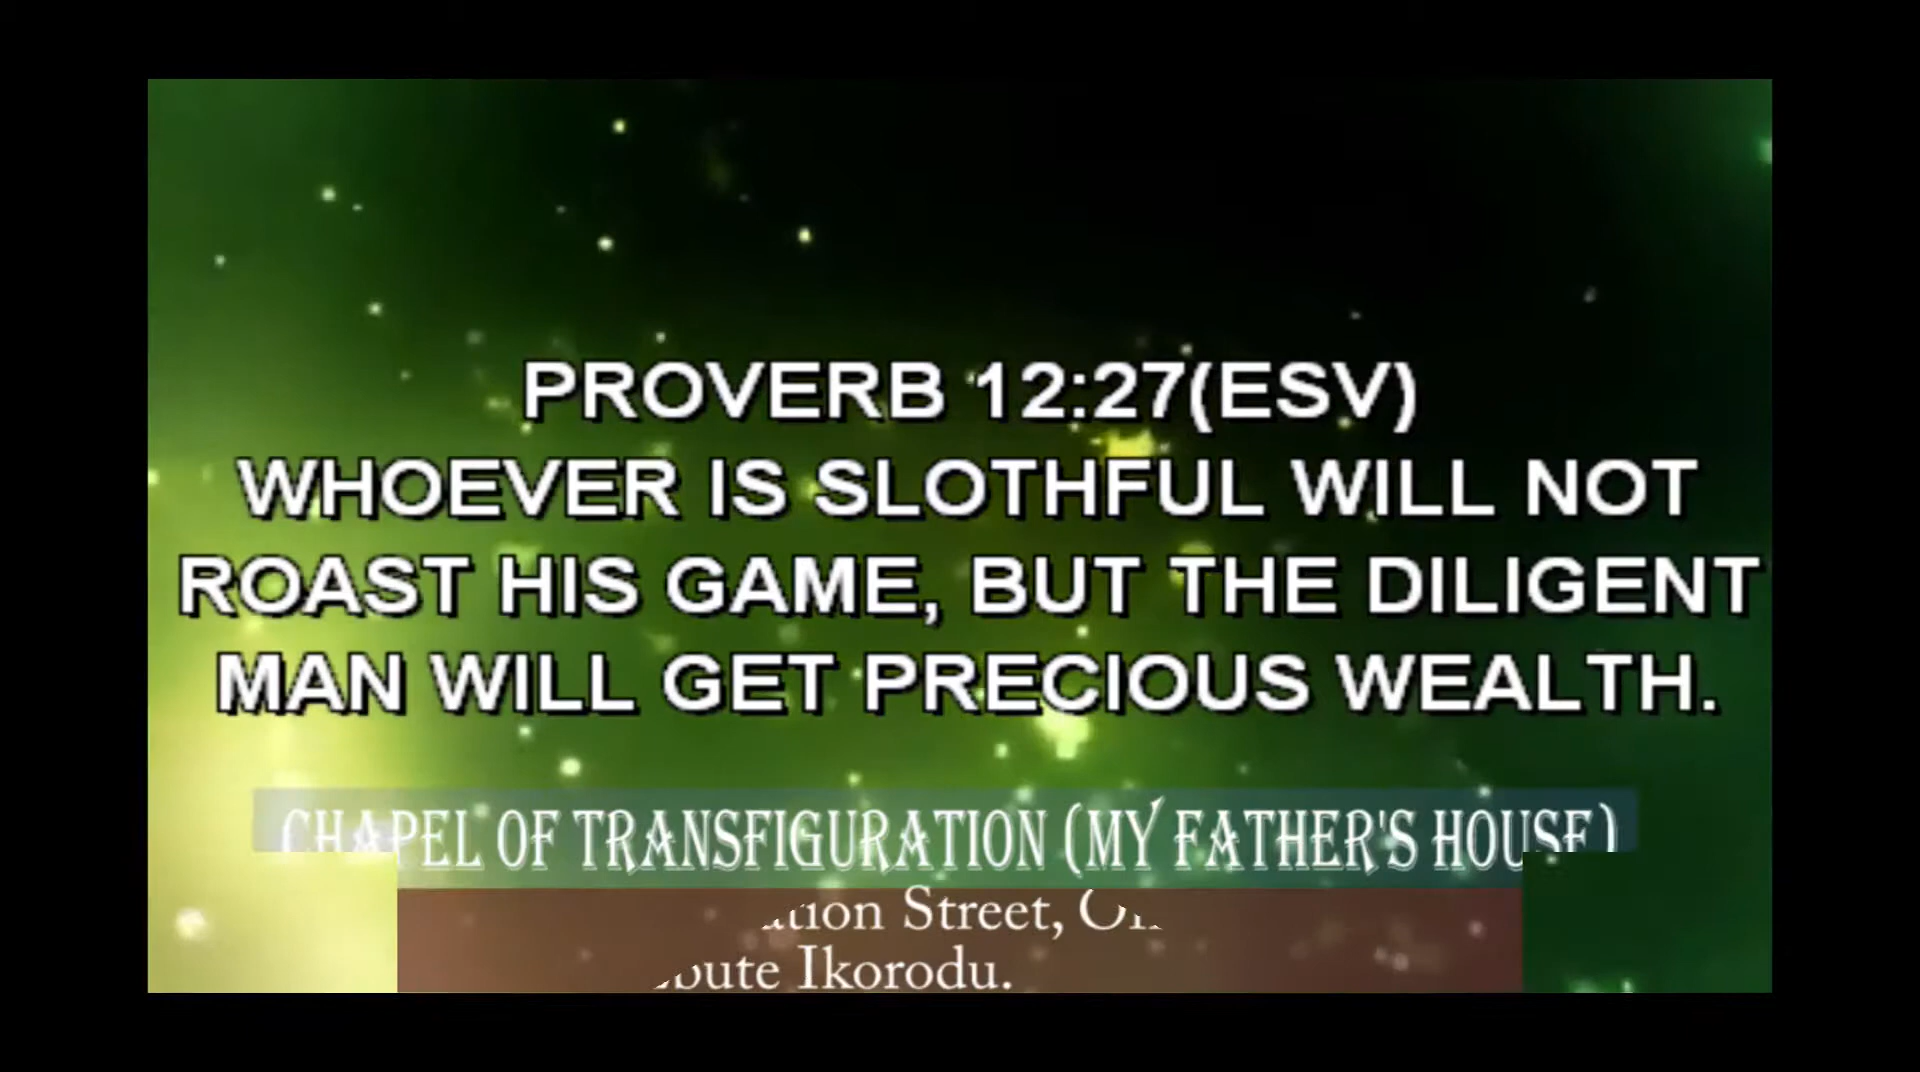 PROVERB 12:27(ESV)
WHOEVER IS SLOTHFUL WILL NOT
ROAST HIS GAME, BUT THE DILIGENT
MAN WILL GET PRECIOUS WEALTH.
CHAPEL OF TRANSFIGURATION (MY FATHER'S HOUSE)
Street,
Ikorodu.